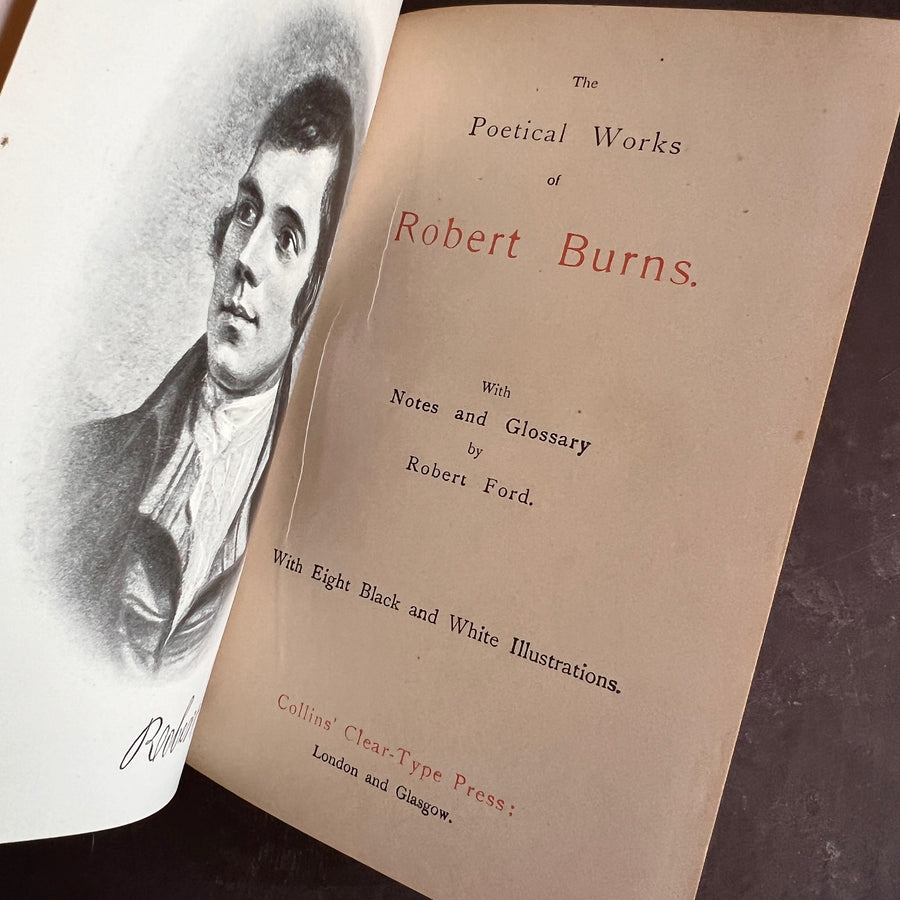 The
Poetical Works
of
Robert Burns.
With
Notes and Glossary
by
Robert Ford.
With Eight Black and White Illustrations.
Collins' Clear-Type Press;
London and Glasgow.
Robert